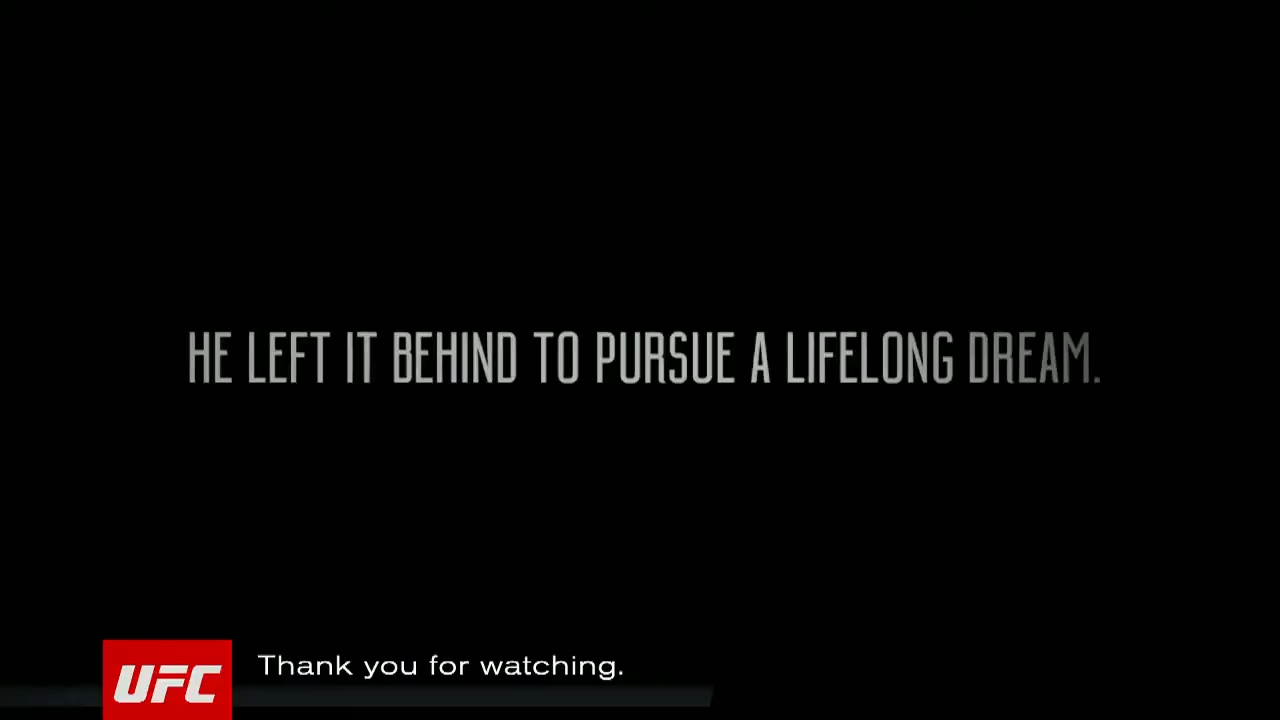 HE LEFT IT BEHIND TO PURSUE A LIFELONG DREAM.
Thank you for watching.
UFC